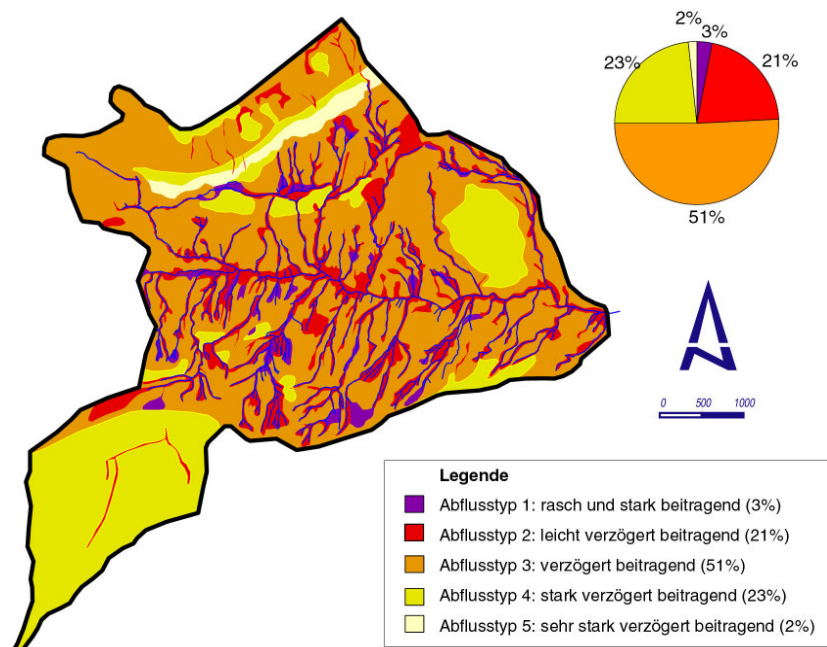 2%
3%
23%
21%
51%
0 500 1000
Legende
Abflusstyp 1: rasch und stark beitragend (3%)
Abflusstyp 2: leicht verzögert beitragend (21%)
Abflusstyp 3: verzögert beitragend (51%)
Abflusstyp 4: stark verzögert beitragend (23%)
Abflusstyp 5: sehr stark verzögert beitragend (2%)